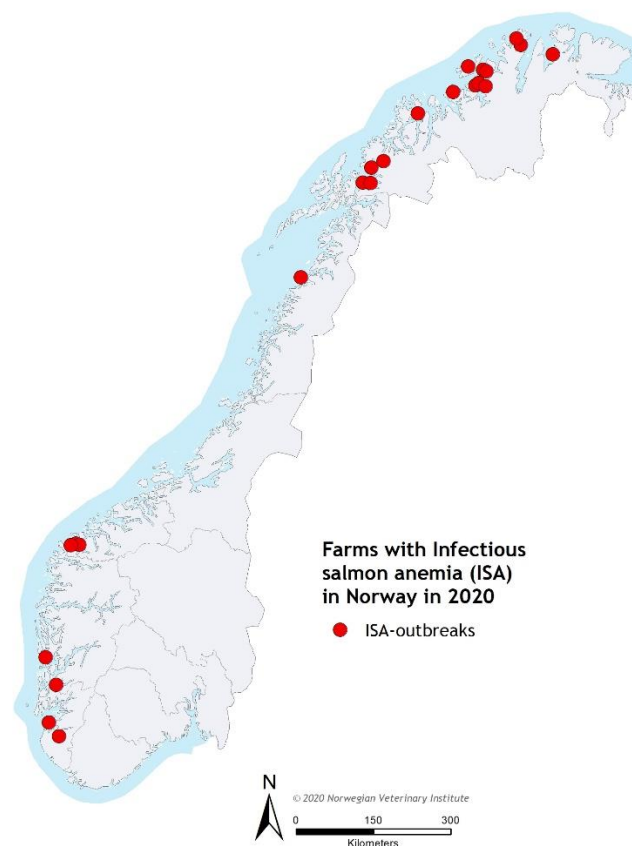 Farms with Infectious
salmon anemia (ISA)
in Norway in 2020
ISA-outbreaks
N
© 2020 Norwegian Veterinary Institute
0 150 300
Kilometers